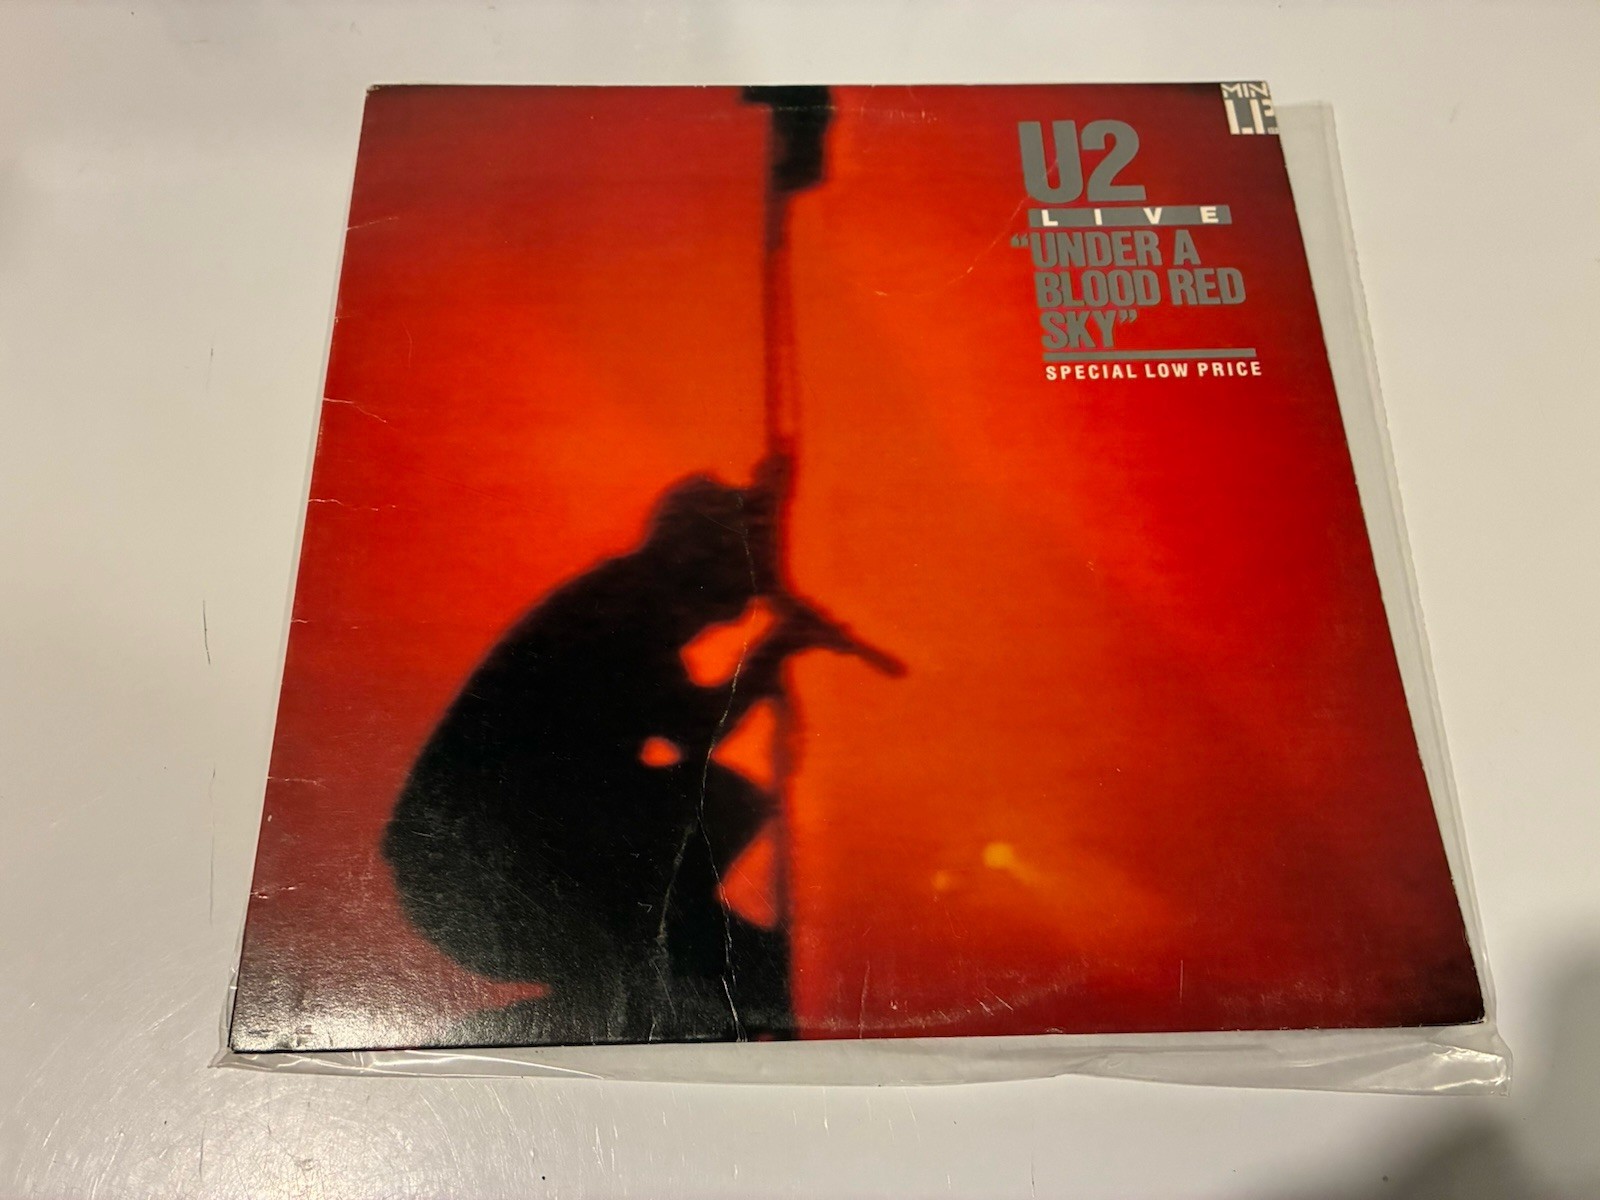 MINI
LP
U2
LIVE
"UNDER A
BLOOD RED
SKY"
SPECIAL LOW PRICE